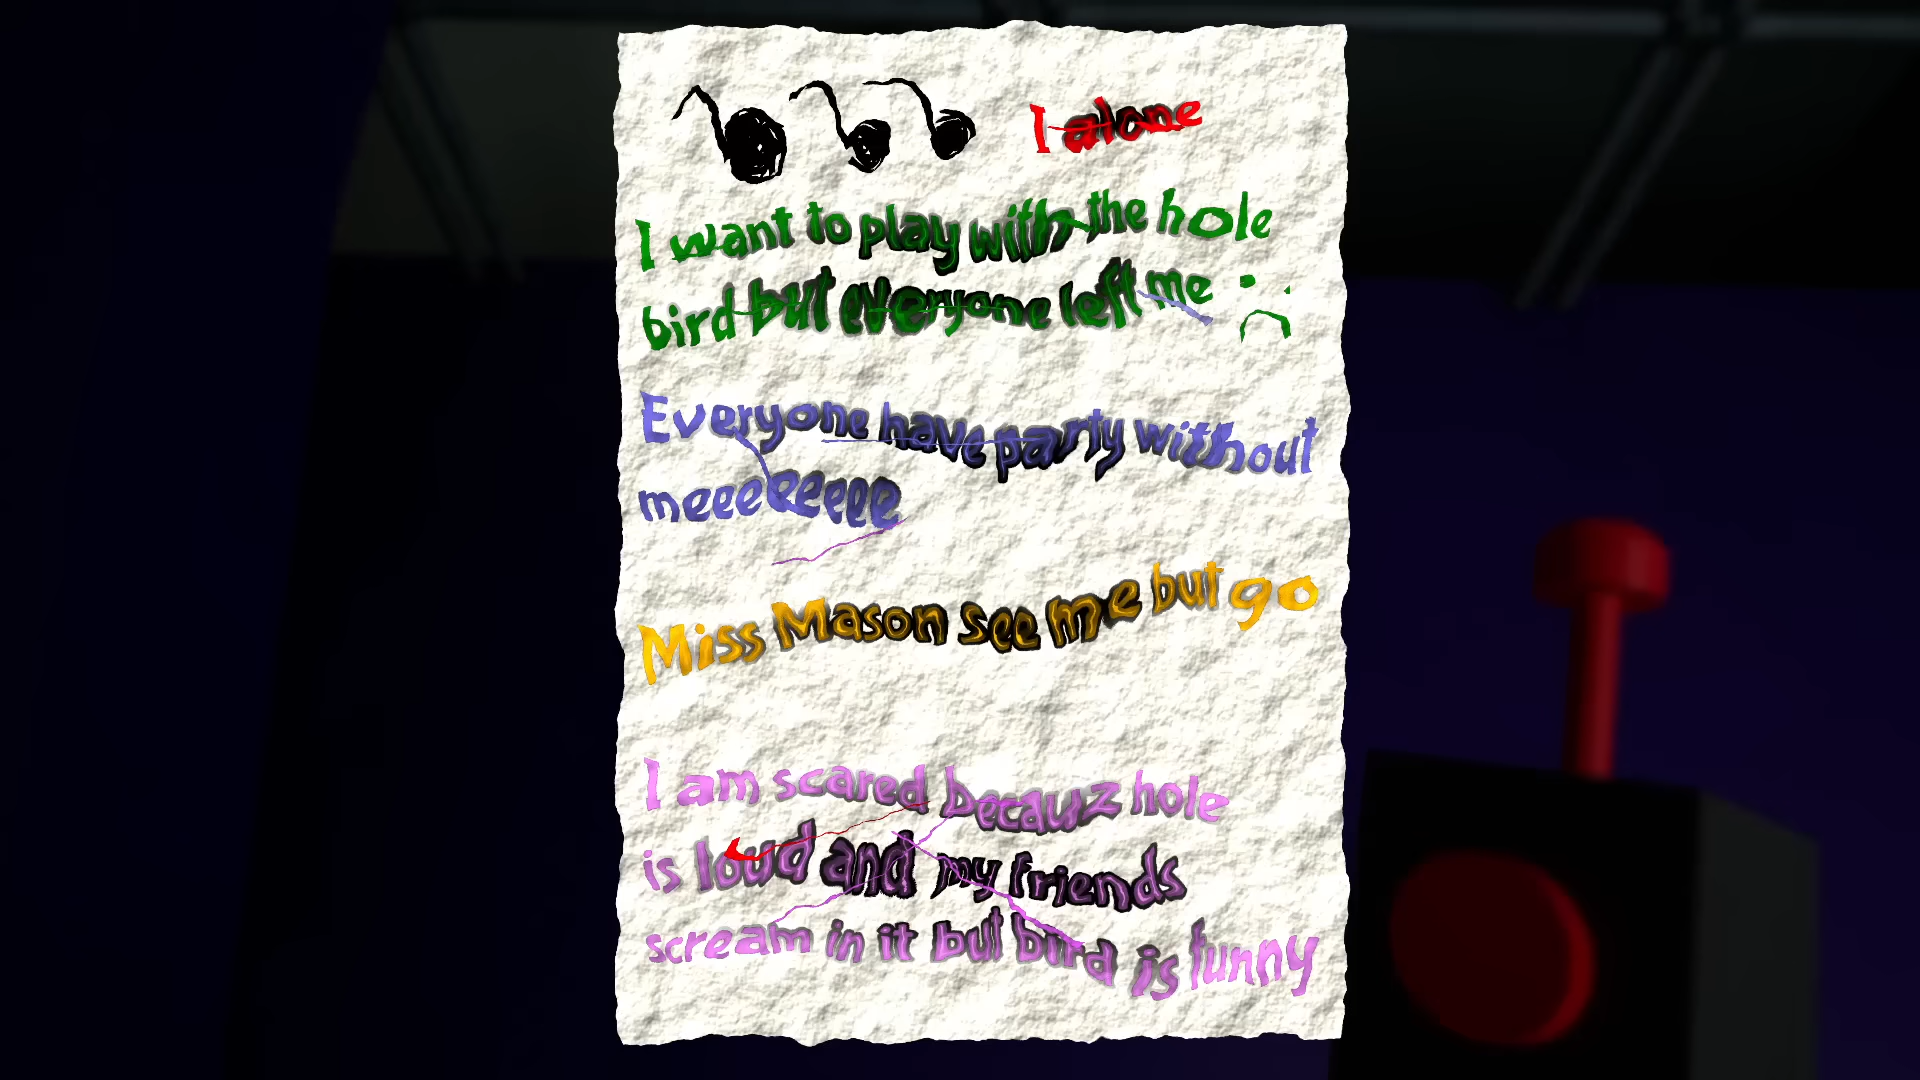 I alone
I want to play with the hole
bird but everyone left me :(
Everyone have party without
meeeeeeee
Miss Mason see me but go
I am scared becauz hole
is loud and my friends
scream in it but bird is funny